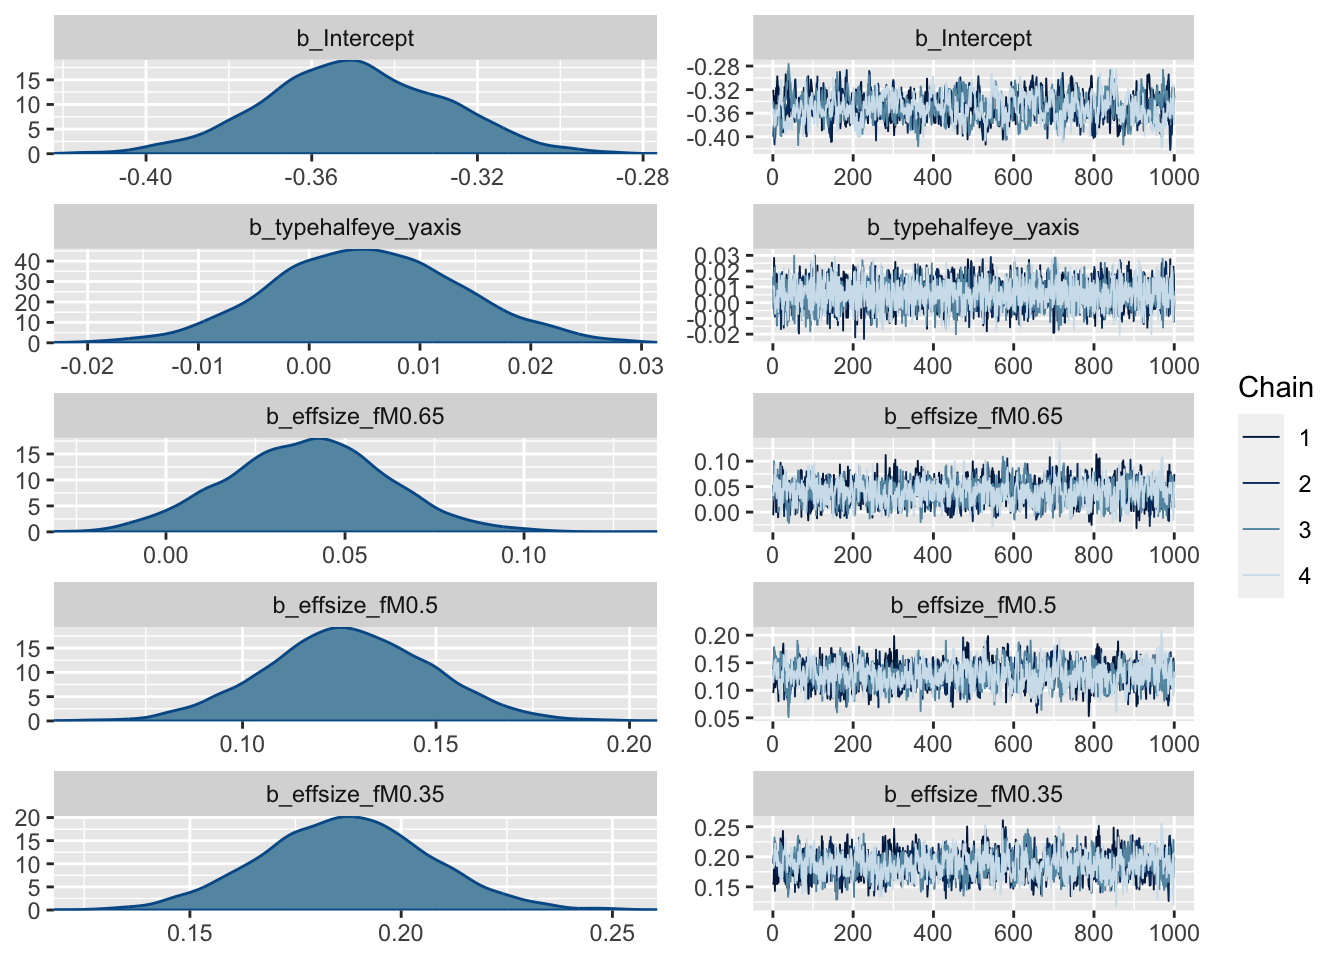 b_Intercept
15
10
5
0
-0.40 -0.36 -0.32 -0.28
b_Intercept
-0.28
-0.32
-0.36
-0.40
0 200 400 600 800 1000
b_typehalfeye_yaxis
40
30
20
10
0
-0.02 -0.01 0.00 0.01 0.02 0.03
b_typehalfeye_yaxis
0.03
0.02
0.01
0.00
-0.01
-0.02
0 200 400 600 800 1000
b_effsize_fM0.65
15
10
5
0
0.00 0.05 0.10
b_effsize_fM0.65
0.10
0.05
0.00
0 200 400 600 800 1000
b_effsize_fM0.5
15
10
5
0
0.10 0.15 0.20
b_effsize_fM0.5
0.20
0.15
0.10
0.05
0 200 400 600 800 1000
b_effsize_fM0.35
20
15
10
5
0
0.15 0.20 0.25
b_effsize_fM0.35
0.25
0.20
0.15
0 200 400 600 800 1000
Chain
1
2
3
4